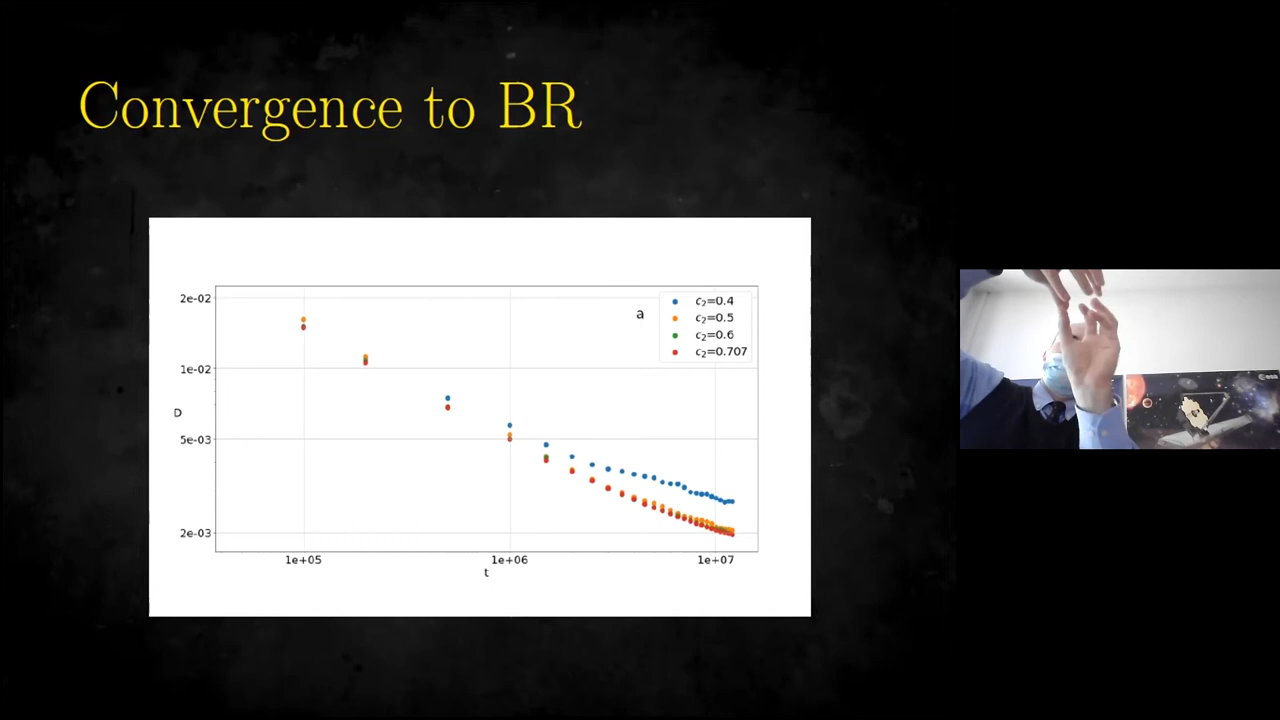 Convergence to BR
2e-02
1e-02
5e-03
2e-03
D
a
c₂=0.4
c₂=0.5
c₂=0.6
c₂=0.707
1e+05
1e+06
1e+07
t
esa